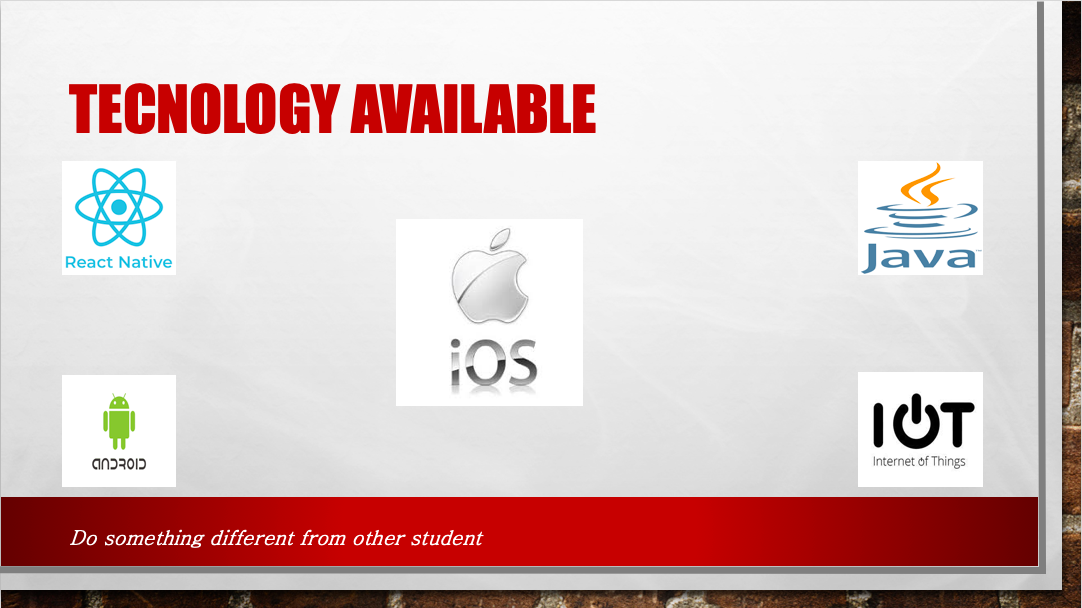 TECNOLOGY AVAILABLE
React Native
Java
iOS
ANDROID
IOT
Internet of Things
Do something different from other student